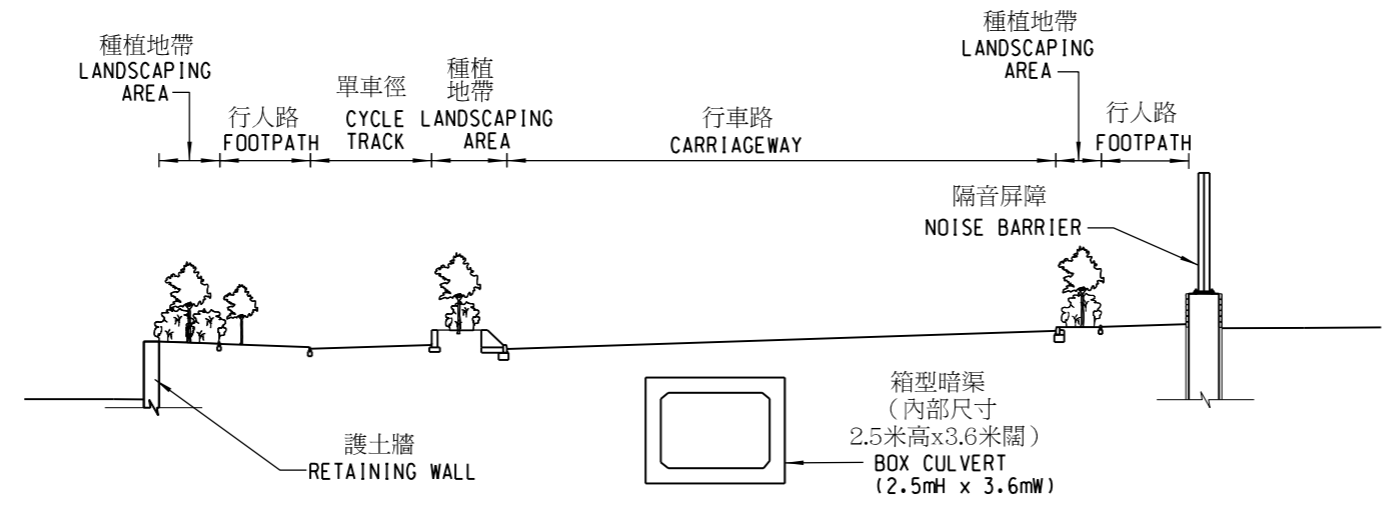 種植地帶
LANDSCAPING
AREA
行人路
FOOTPATH
單車徑
CYCLE
TRACK
種植
地帶
LANDSCAPING
AREA
行車路
CARRIAGEWAY
種植地帶
LANDSCAPING
AREA
行人路
FOOTPATH
隔音屏障
NOISE BARRIER
護土牆
RETAINING WALL
箱型暗渠
(內部尺寸
2.5米高x3.6米闊)
BOX CULVERT
(2.5mH x 3.6mW)